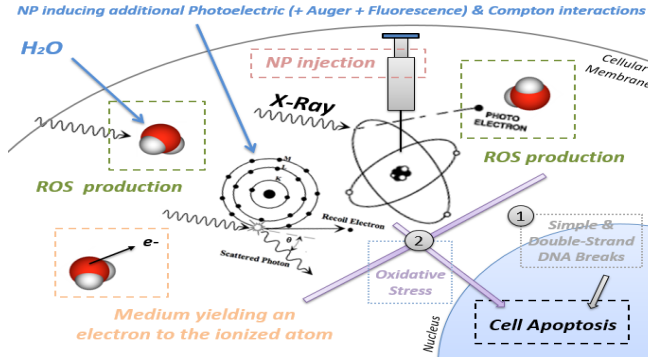 NP inducing additional Photoelectric (+ Auger + Fluorescence) & Compton interactions
H₂O
NP injection
Cellular
Membrane
X-Ray
PHOTO
ELECTRON
ROS production
ROS production
M
L
K
Recoil Electron
θ
Scattered Photon
e-
1
Simple &
Double-Strand
DNA Breaks
2
Oxidative
Stress
Medium yielding an
electron to the ionized atom
Nucleus
Cell Apoptosis